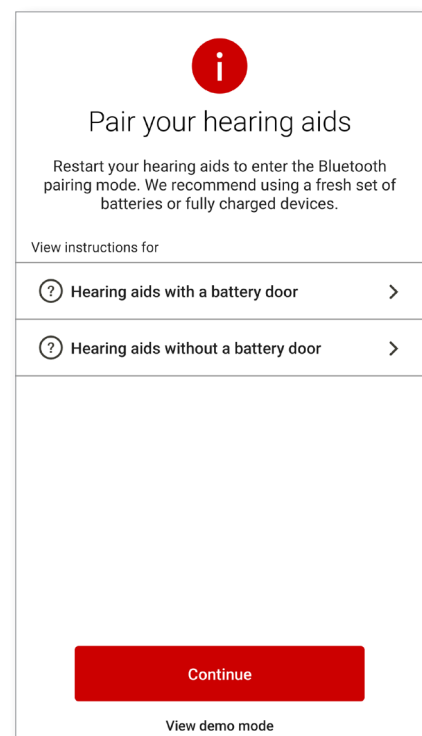 i
Pair your hearing aids
Restart your hearing aids to enter the Bluetooth
pairing mode. We recommend using a fresh set of
batteries or fully charged devices.
View instructions for
? Hearing aids with a battery door
? Hearing aids without a battery door
Continue
View demo mode